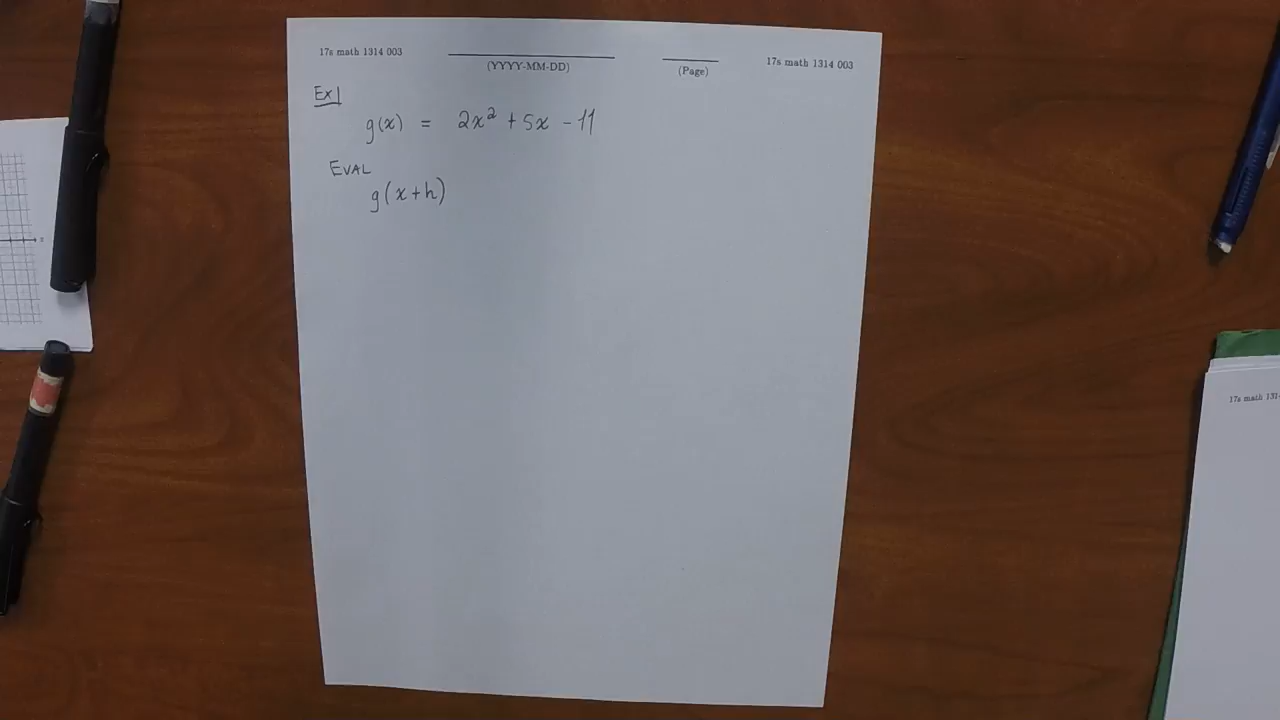 17s math 1314 003 (YYYY-MM-DD) (Page) 17s math 1314 003
Ex1
g(x) = 2x² + 5x - 11
EVAL
g(x+h)
17s math 131